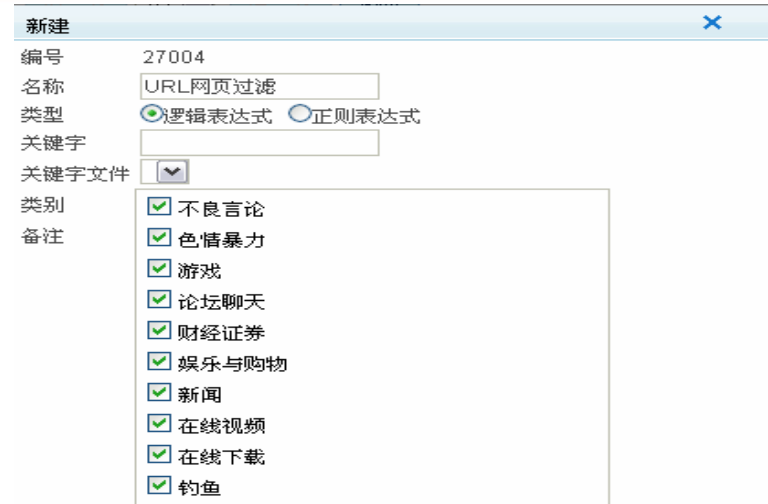 新建
编号 27004
名称 URL网页过滤
类型 逻辑表达式 正则表达式
关键字
关键字文件
类别 不良言论
备注 色情暴力
游戏
论坛聊天
财经证券
娱乐与购物
新闻
在线视频
在线下载
钓鱼